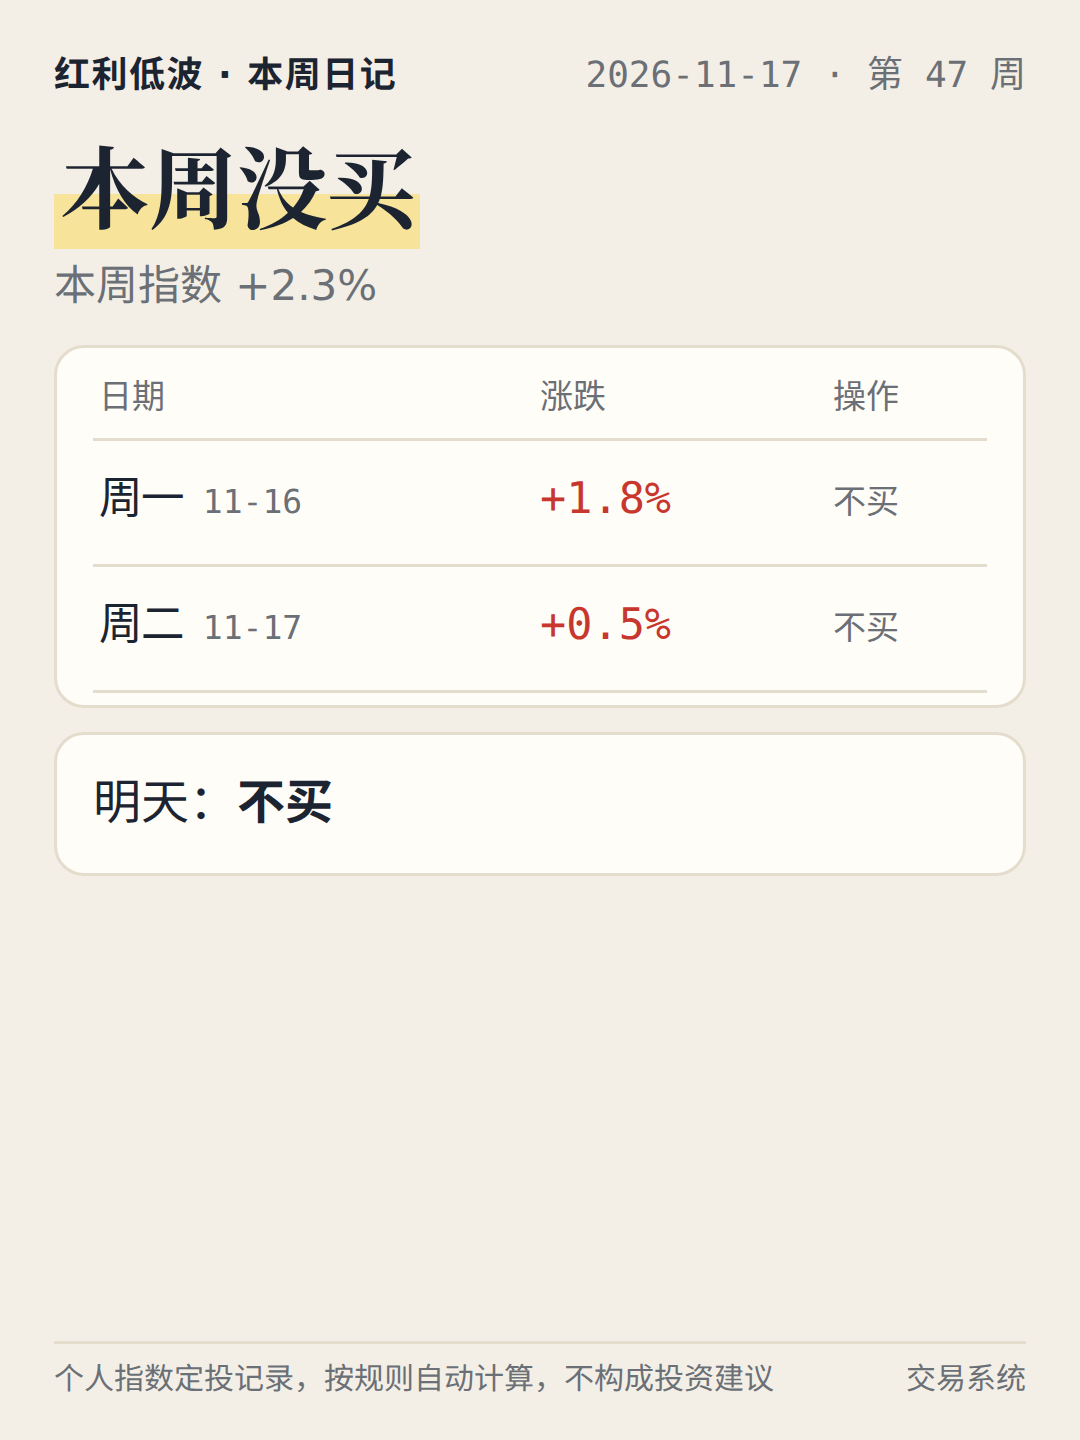 红利低波 · 本周日记 2026-11-17 · 第 47 周
本周没买
本周指数 +2.3%
日期 涨跌 操作
周一 11-16 +1.8% 不买
周二 11-17 +0.5% 不买
明天：不买
个人指数定投记录，按规则自动计算，不构成投资建议 交易系统